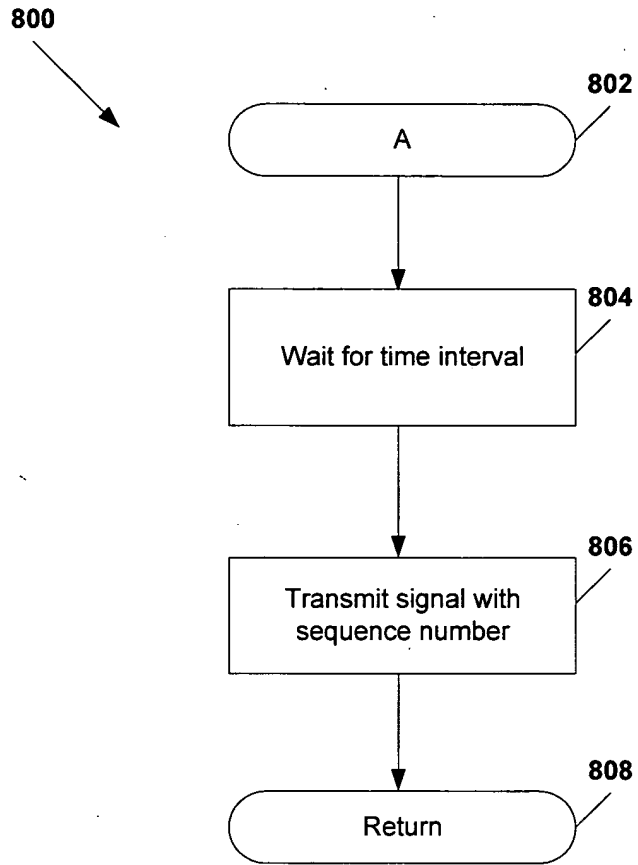 800
802
A
804
Wait for time interval
806
Transmit signal with
sequence number
808
Return